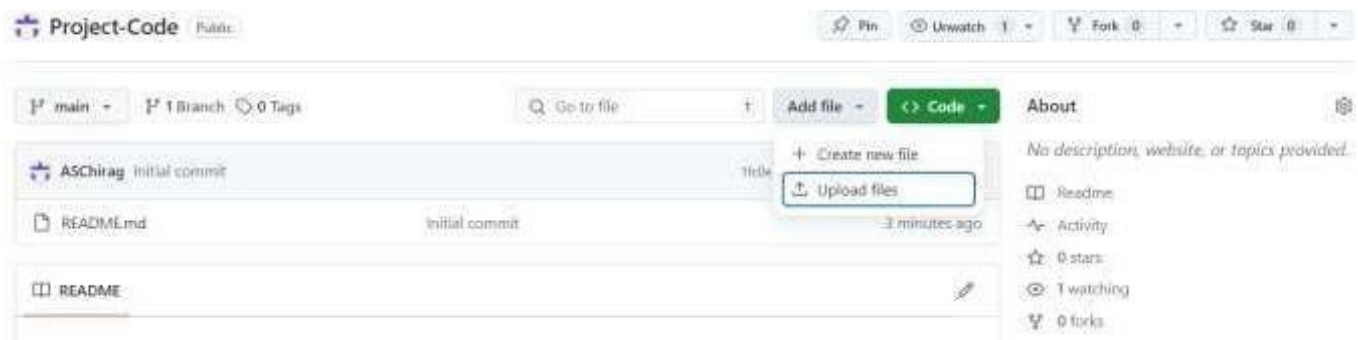 Project-Code Public
Pin Unwatch 1 Fork 0 Star 0
main 1 Branch 0 Tags Go to file t Add file Code About
+ Create new file
No description, website, or topics provided.
ASChirag Initial commit
Upload files
Readme
README.md Initial commit 3 minutes ago
Activity
0 stars
README
1 watching
0 forks